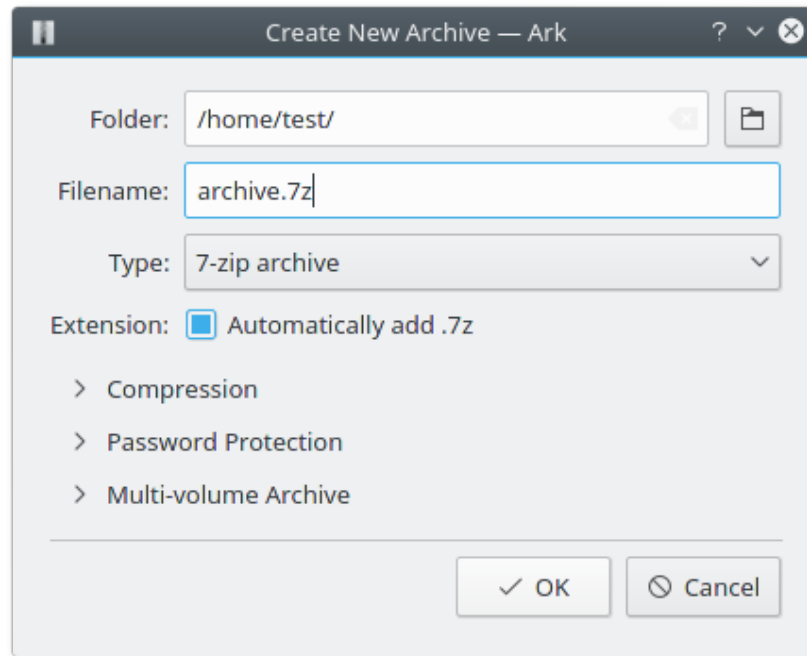 Create New Archive — Ark
Folder: /home/test/
Filename: archive.7z
Type: 7-zip archive
Extension: Automatically add .7z
Compression
Password Protection
Multi-volume Archive
OK Cancel